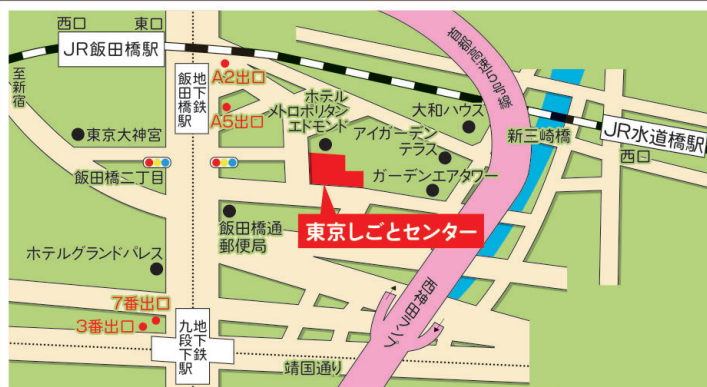 西口 東口
JR飯田橋駅
至新宿
地下鉄
飯田橋駅
A2出口
A5出口
首都高速5号線
ホテル
メトロポリタン
エドモンド
大和ハウス
アイガーデン
テラス
新三崎橋
JR水道橋駅
西口
東京大神宮
飯田橋二丁目
ガーデンエアタワー
飯田橋通
郵便局
東京しごとセンター
ホテルグランドパレス
西神田ランプ
7番出口
3番出口
地下鉄
九段下駅
靖国通り